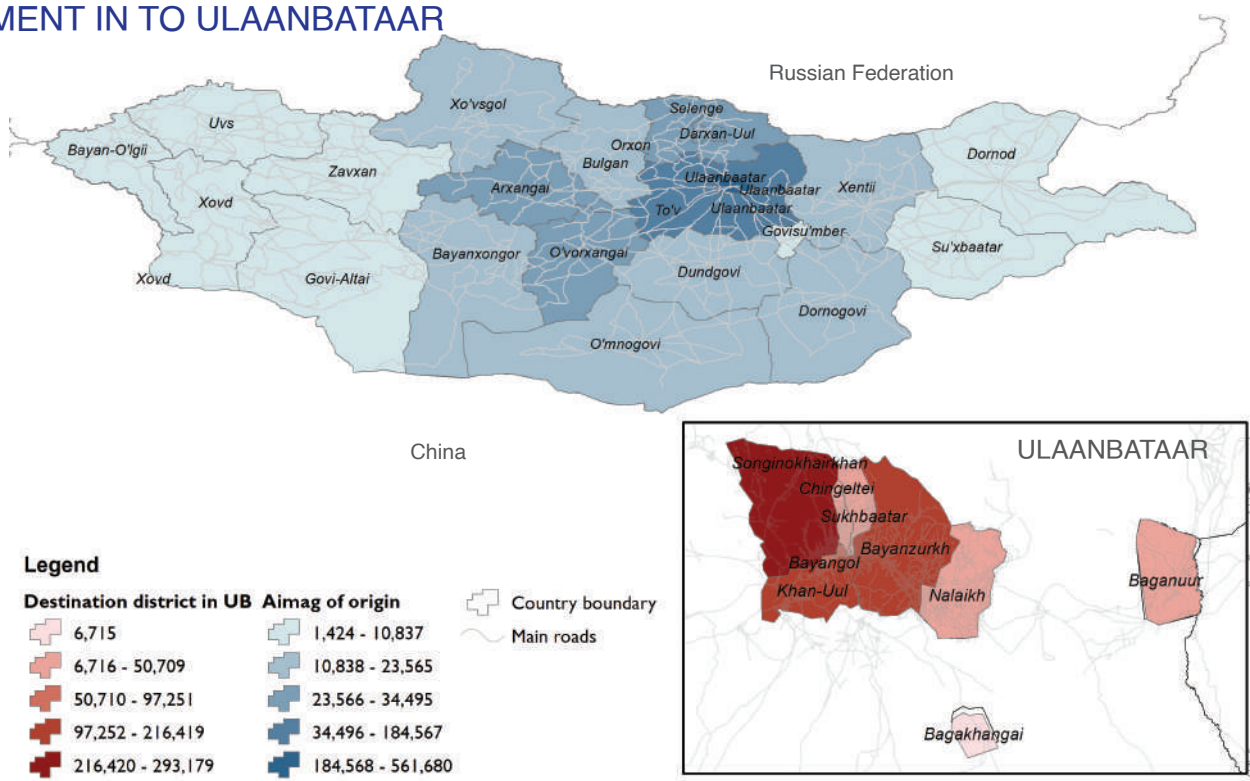 MENT IN TO ULAANBATAAR
Russian Federation
Xo'vsgol
Selenge
Uvs
Darxan-Uul
Bayan-O'lgii
Orxon
Bulgan
Dornod
Zavxan
Arxangai
Ulaanbaatar
Ulaanbaatar
Xentii
Xovd
To'v
Ulaanbaatar
Govisu'mber
Bayanxongor
O'vorxangai
Su'xbaatar
Dundgovi
Xovd
Govi-Altai
Dornogovi
O'mnogovi
China
ULAANBATAAR
Songinokhairkhan
Chingeltei
Sukhbaatar
Bayanzurkh
Bayangol
Khan-Uul
Nalaikh
Baganuur
Bagakhangai
Legend
Destination district in UB
6,715
6,716 - 50,709
50,710 - 97,251
97,252 - 216,419
216,420 - 293,179
Aimag of origin
1,424 - 10,837
10,838 - 23,565
23,566 - 34,495
34,496 - 184,567
184,568 - 561,680
Country boundary
Main roads